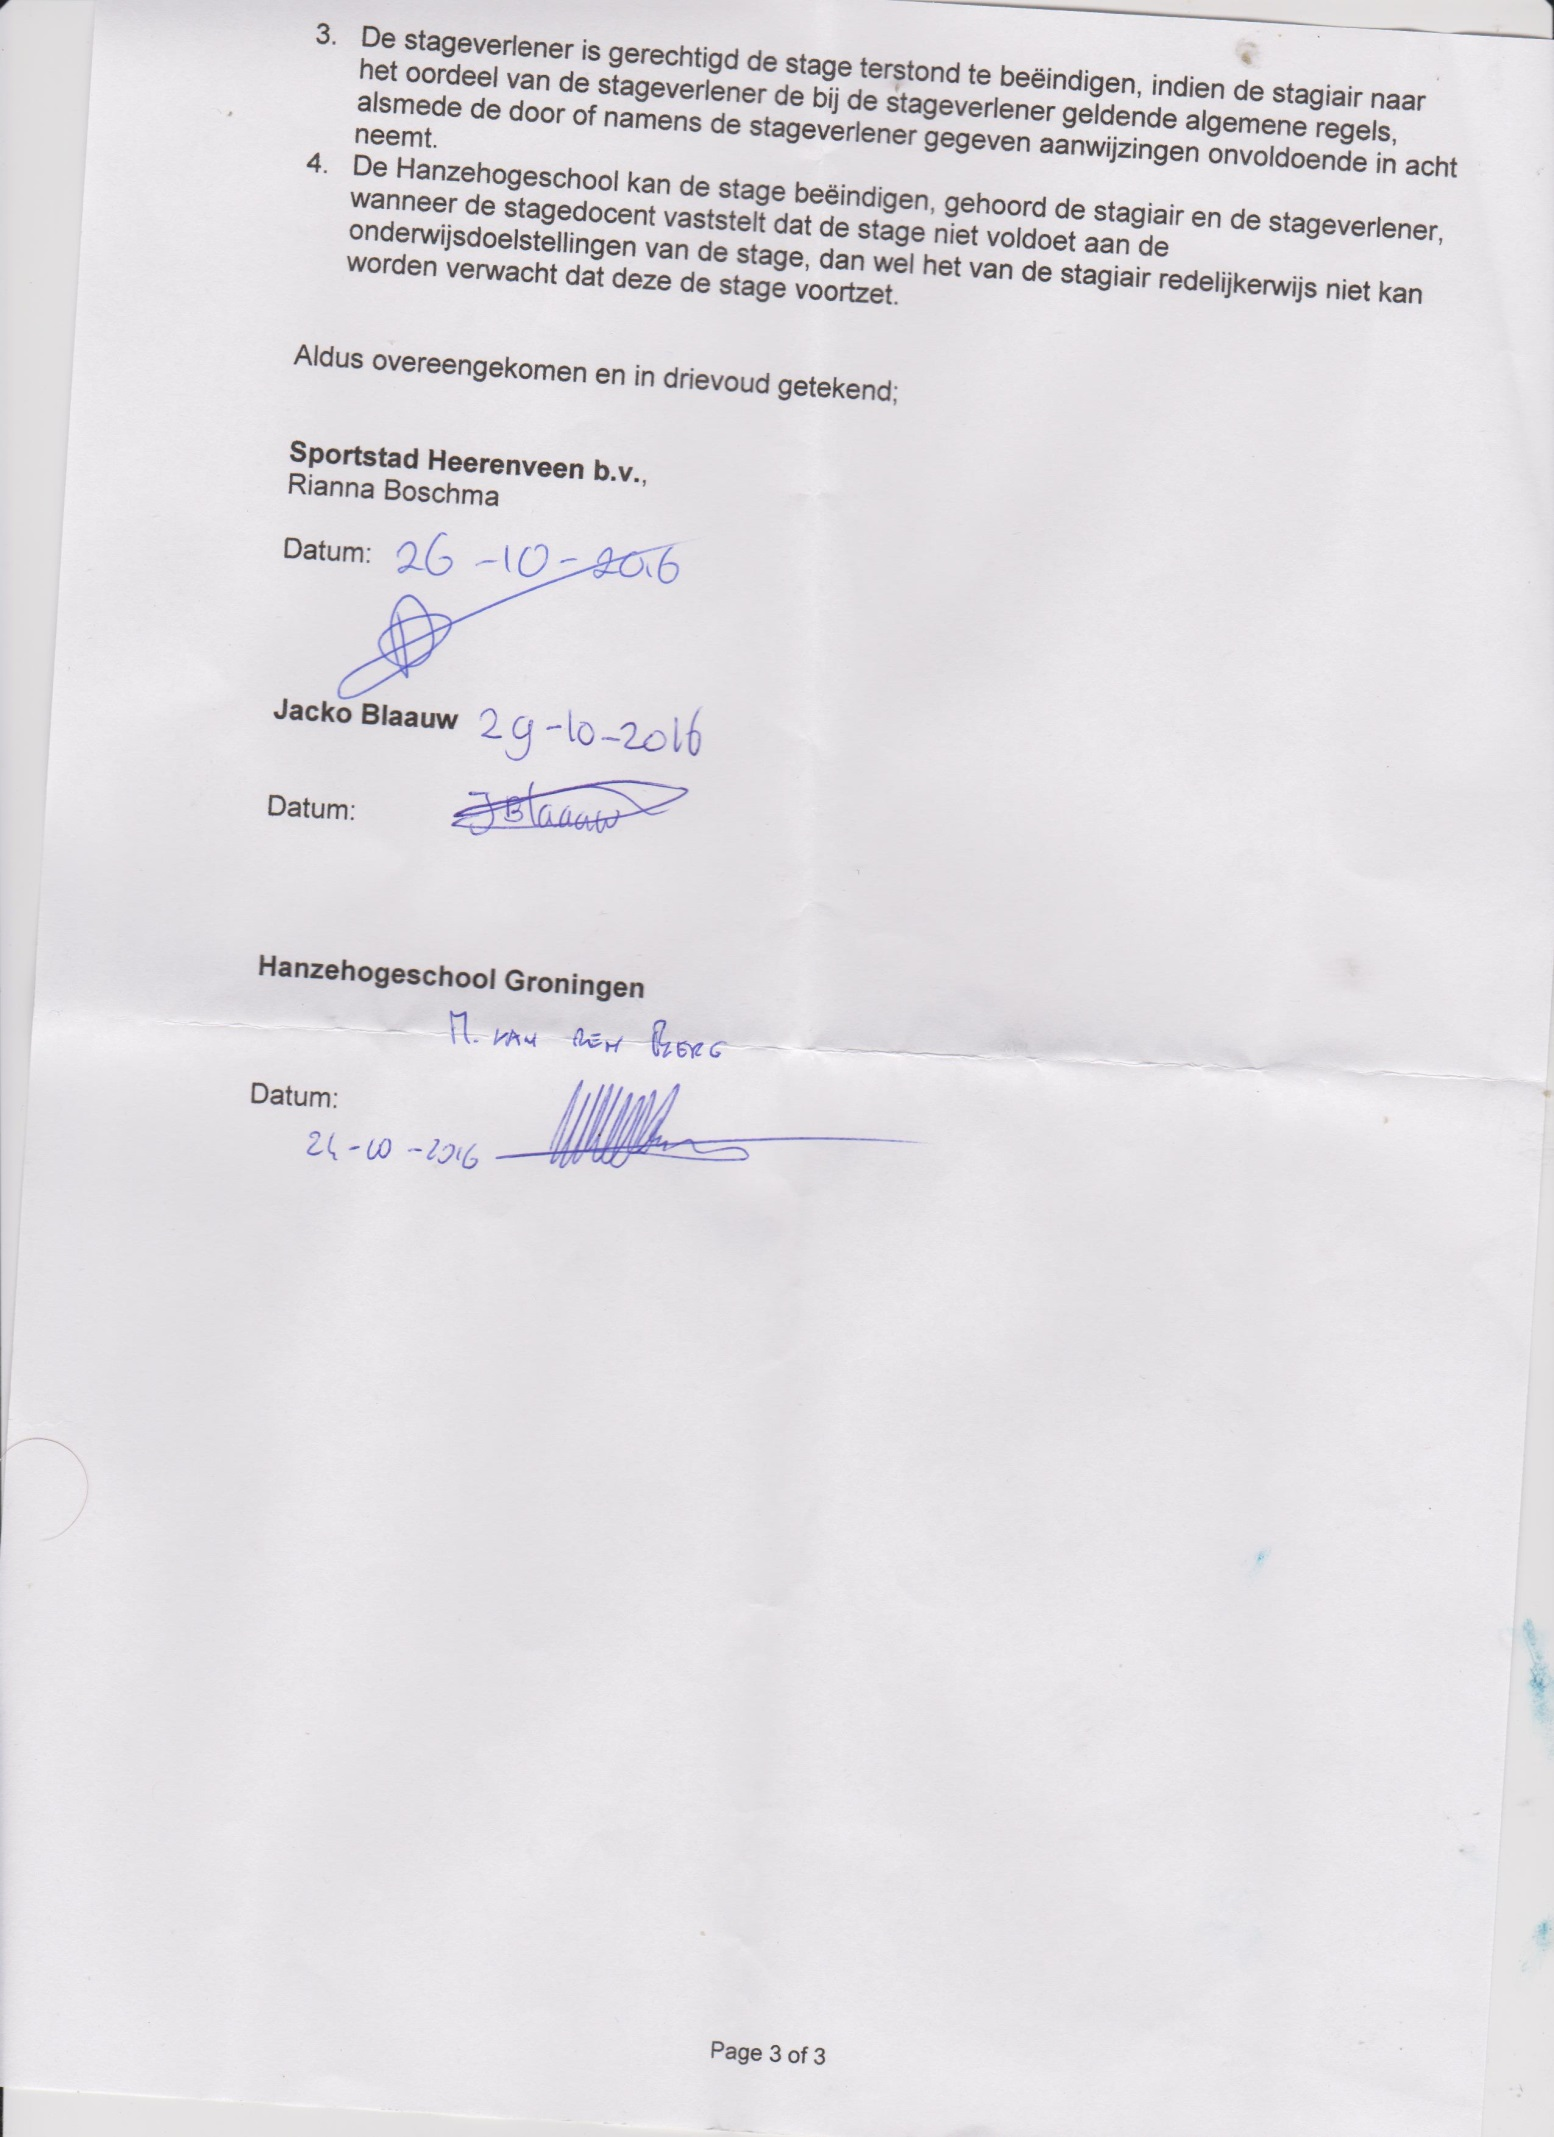 3. De stageverlener is gerechtigd de stage terstond te beëindigen, indien de stagiair naar
het oordeel van de stageverlener de bij de stageverlener geldende algemene regels,
alsmede de door of namens de stageverlener gegeven aanwijzingen onvoldoende in acht
neemt.
4. De Hanzehogeschool kan de stage beëindigen, gehoord de stagiair en de stageverlener,
wanneer de stagedocent vaststelt dat de stage niet voldoet aan de
onderwijsdoelstellingen van de stage, dan wel het van de stagiair redelijkerwijs niet kan
worden verwacht dat deze de stage voortzet.
Aldus overeengekomen en in drievoud getekend;
Sportstad Heerenveen b.v.,
Rianna Boschma
Datum: 26-10-2016
Jacko Blaauw 29-10-2016
Datum: JBlaauw
Hanzehogeschool Groningen
M. VAN DEN BERG
Datum:
24-10-2016
Page 3 of 3